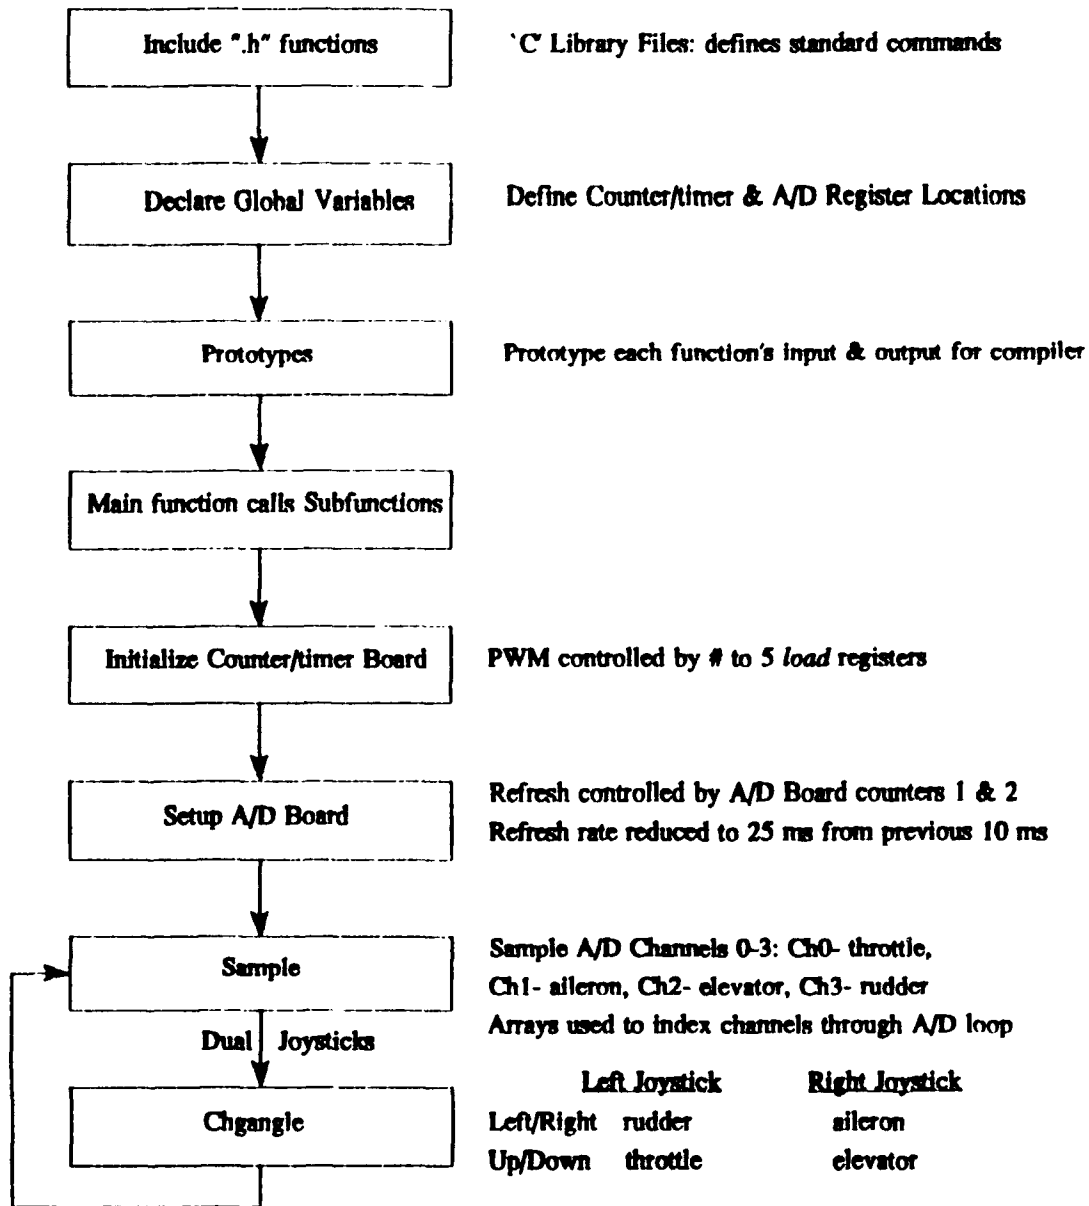 Include ".h" functions
`C' Library Files: defines standard commands
Declare Global Variables
Define Counter/timer & A/D Register Locations
Prototypes
Prototype each function's input & output for compiler
Main function calls Subfunctions
Initialize Counter/timer Board
PWM controlled by # to 5 load registers
Setup A/D Board
Refresh controlled by A/D Board counters 1 & 2
Refresh rate reduced to 25 ms from previous 10 ms
Sample
Sample A/D Channels 0-3: Ch0- throttle,
Ch1- aileron, Ch2- elevator, Ch3- rudder
Arrays used to index channels through A/D loop
Dual Joysticks
Chgangle
Left Joystick Right Joystick
Left/Right rudder aileron
Up/Down throttle elevator